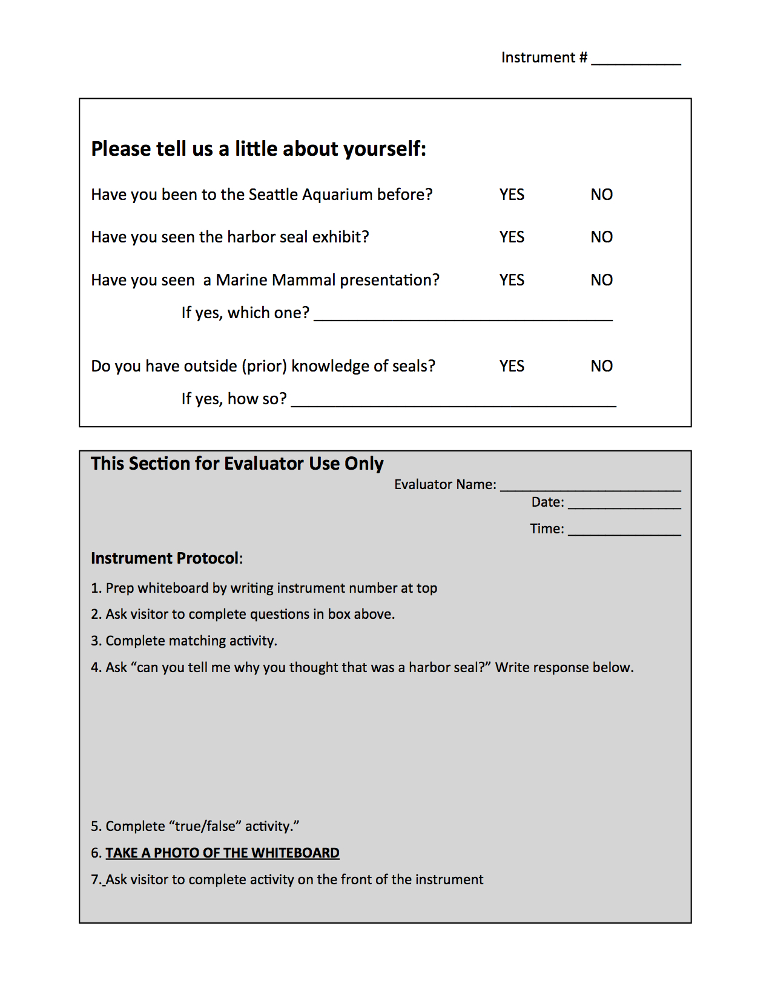 Instrument # ___________
Please tell us a little about yourself:
Have you been to the Seattle Aquarium before? YES NO
Have you seen the harbor seal exhibit? YES NO
Have you seen  a Marine Mammal presentation? YES NO
If yes, which one? ___________________________________
Do you have outside (prior) knowledge of seals? YES NO
If yes, how so? ______________________________________
This Section for Evaluator Use Only
Evaluator Name: ________________________
Date: _______________
Time: _______________
Instrument Protocol:
1. Prep whiteboard by writing instrument number at top
2. Ask visitor to complete questions in box above.
3. Complete matching activity.
4. Ask “can you tell me why you thought that was a harbor seal?” Write response below.
5. Complete “true/false” activity.”
6. TAKE A PHOTO OF THE WHITEBOARD
7. Ask visitor to complete activity on the front of the instrument